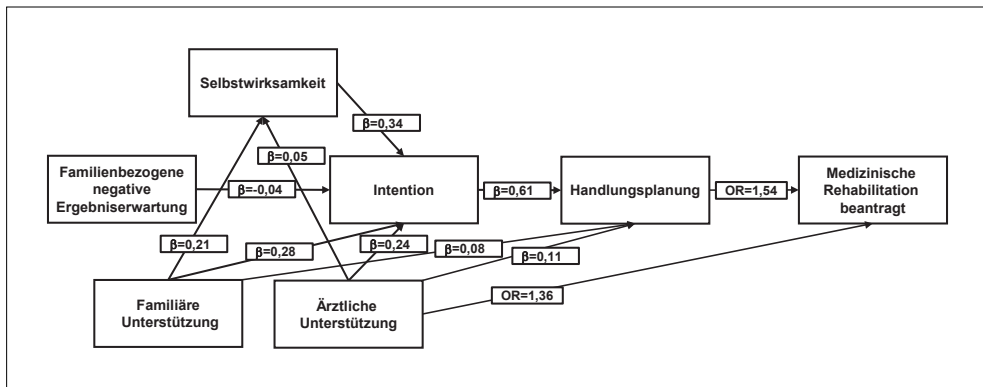 Selbstwirksamkeit
β=0,34
β=0,05
Familienbezogene
negative
Ergebniserwartung
β=-0,04
Intention
β=0,61
Handlungsplanung
OR=1,54
Medizinische
Rehabilitation
beantragt
β=0,21
β=0,28
β=0,24
β=0,08
β=0,11
OR=1,36
Familiäre
Unterstützung
Ärztliche
Unterstützung